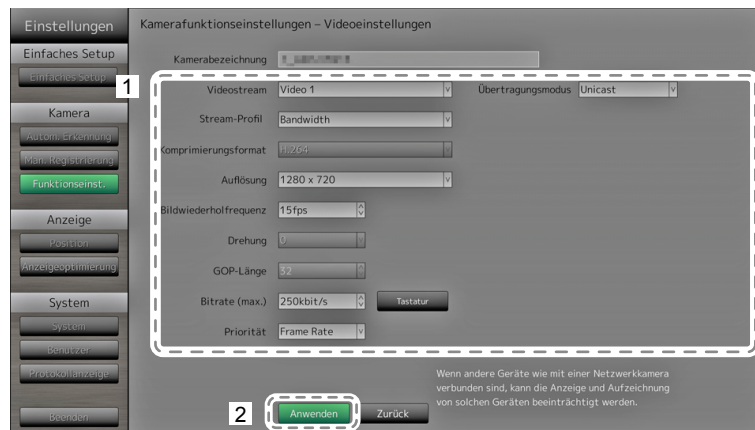 Einstellungen
Kamerafunktionseinstellungen – Videoeinstellungen
Einfaches Setup
Einfaches Setup
Kamera
Autom. Erkennung
Man. Registrierung
Funktionseinst.
Anzeige
Position
Anzeigeoptimierung
System
System
Benutzer
Protokollanzeige
Beenden
Kamerabezeichnung
1
Videostream Video 1 Übertragungsmodus Unicast
Stream-Profil Bandwidth
Komprimierungsformat H.264
Auflösung 1280 x 720
Bildwiederholfrequenz 15fps
Drehung 0
GOP-Länge 32
Bitrate (max.) 250kbit/s Tastatur
Priorität Frame Rate
Wenn andere Geräte wie mit einer Netzwerkkamera
verbunden sind, kann die Anzeige und Aufzeichnung
von solchen Geräten beeinträchtigt werden.
2 Anwenden Zurück